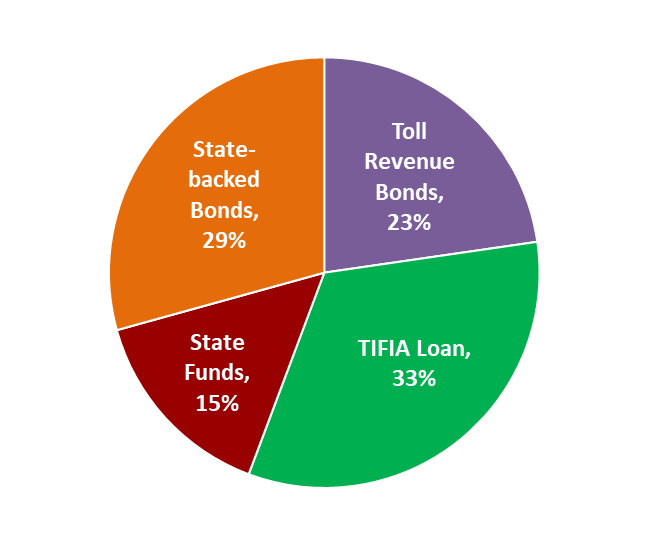 Toll
Revenue
Bonds,
23%
TIFIA Loan,
33%
State
Funds,
15%
State-
backed
Bonds,
29%